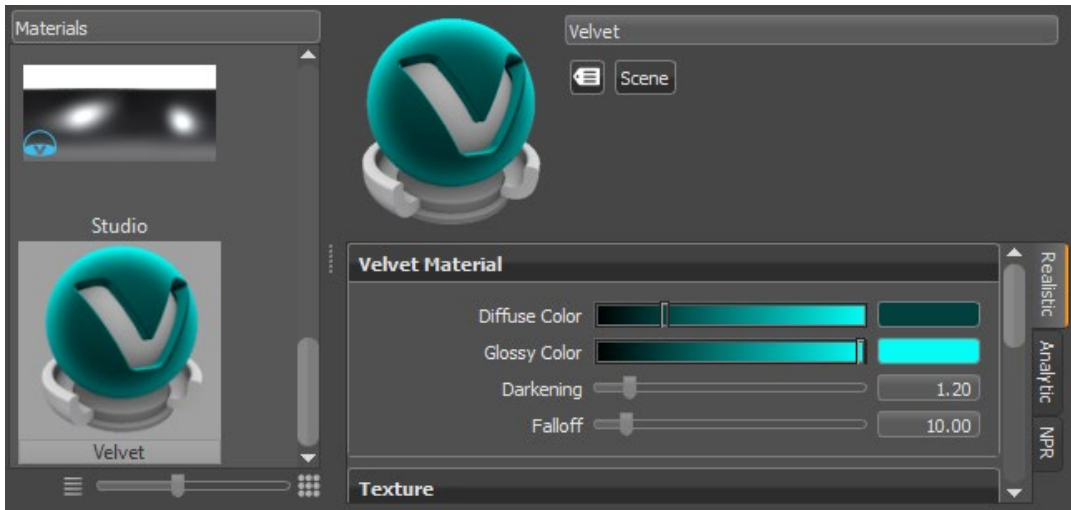 Materials
Studio
Velvet
Velvet
Scene
Velvet Material
Diffuse Color
Glossy Color
Darkening 1.20
Falloff 10.00
Texture
Realistic
Analytic
NPR